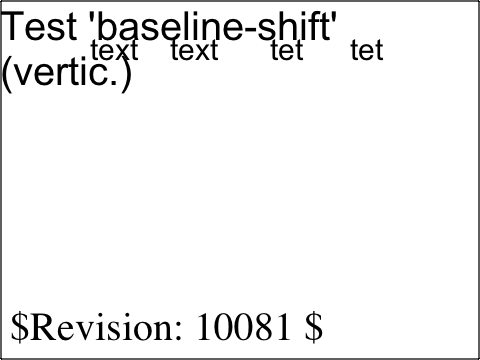 Test 'baseline-shift'
text text tet tet
(vertic.)
$Revision: 10081 $